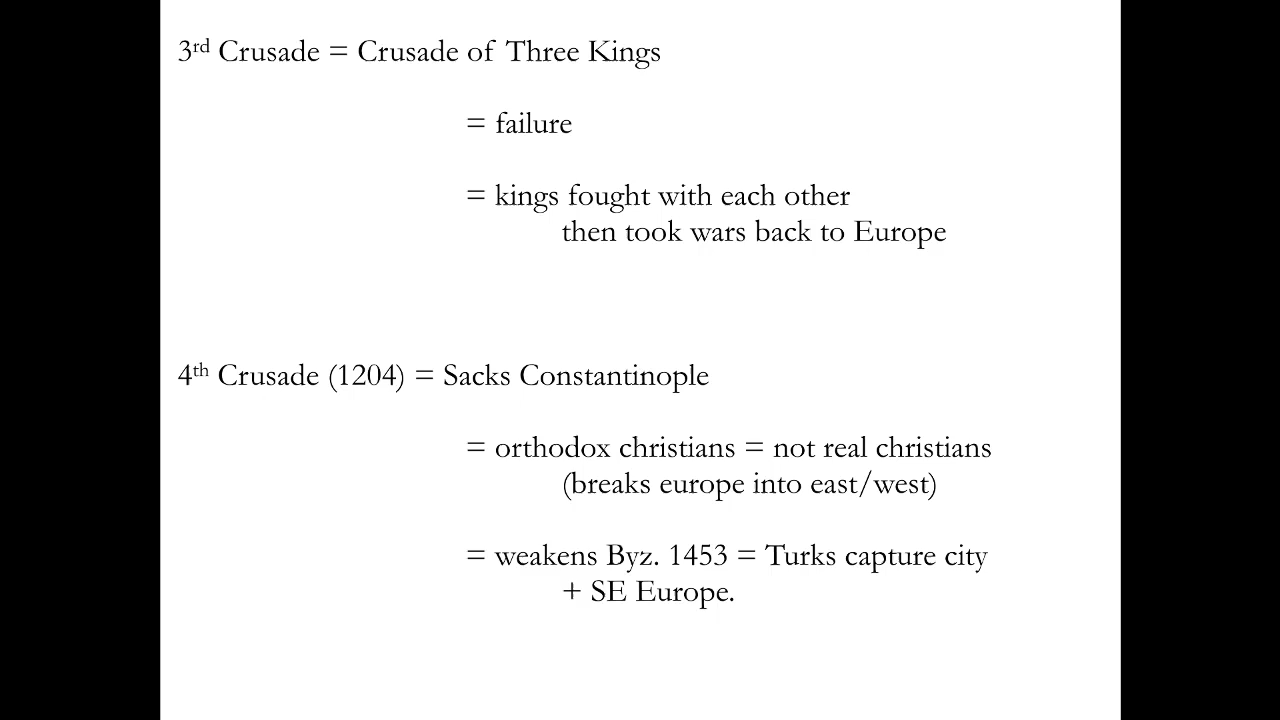 3rd Crusade = Crusade of Three Kings
= failure
= kings fought with each other
then took wars back to Europe
4th Crusade (1204) = Sacks Constantinople
= orthodox christians = not real christians
(breaks europe into east/west)
= weakens Byz. 1453 = Turks capture city
+ SE Europe.